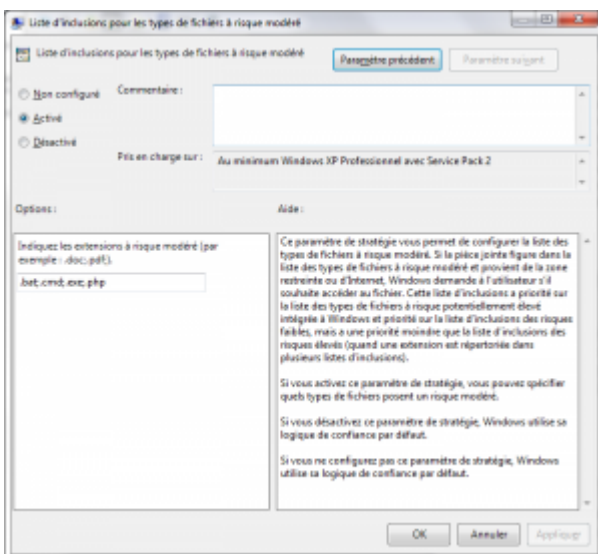 Liste d'inclusions pour les types de fichiers à risque modéré
Liste d'inclusions pour les types de fichiers à risque modéré
Paramètre précédent
Paramètre suivant
Non configuré
Commentaire :
Activé
Désactivé
Pris en charge sur :
Au minimum Windows XP Professionnel avec Service Pack 2
Options :
Aide :
Indiquez les extensions à risque modéré (par
exemple : .doc;.pdf;).
.bat;.cmd;.exe;.php
Ce paramètre de stratégie vous permet de configurer la liste des
types de fichiers à risque modéré. Si la pièce jointe figure dans la
liste des types de fichiers à risque modéré et provient de la zone
restreinte ou d'Internet, Windows demande à l'utilisateur s'il
souhaite accéder au fichier. Cette liste d'inclusions a priorité sur
la liste des types de fichiers à risque potentiellement élevé
intégrée à Windows et priorité sur la liste d'inclusions des risques
faibles, mais a une priorité moindre que la liste d'inclusions des
risques élevés (quand une extension est répertoriée dans
plusieurs listes d'inclusions).
Si vous activez ce paramètre de stratégie, vous pouvez spécifier
quels types de fichiers posent un risque modéré.
Si vous désactivez ce paramètre de stratégie, Windows utilise sa
logique de confiance par défaut.
Si vous ne configurez pas ce paramètre de stratégie, Windows
utilise sa logique de confiance par défaut.
OK
Annuler
Appliquer